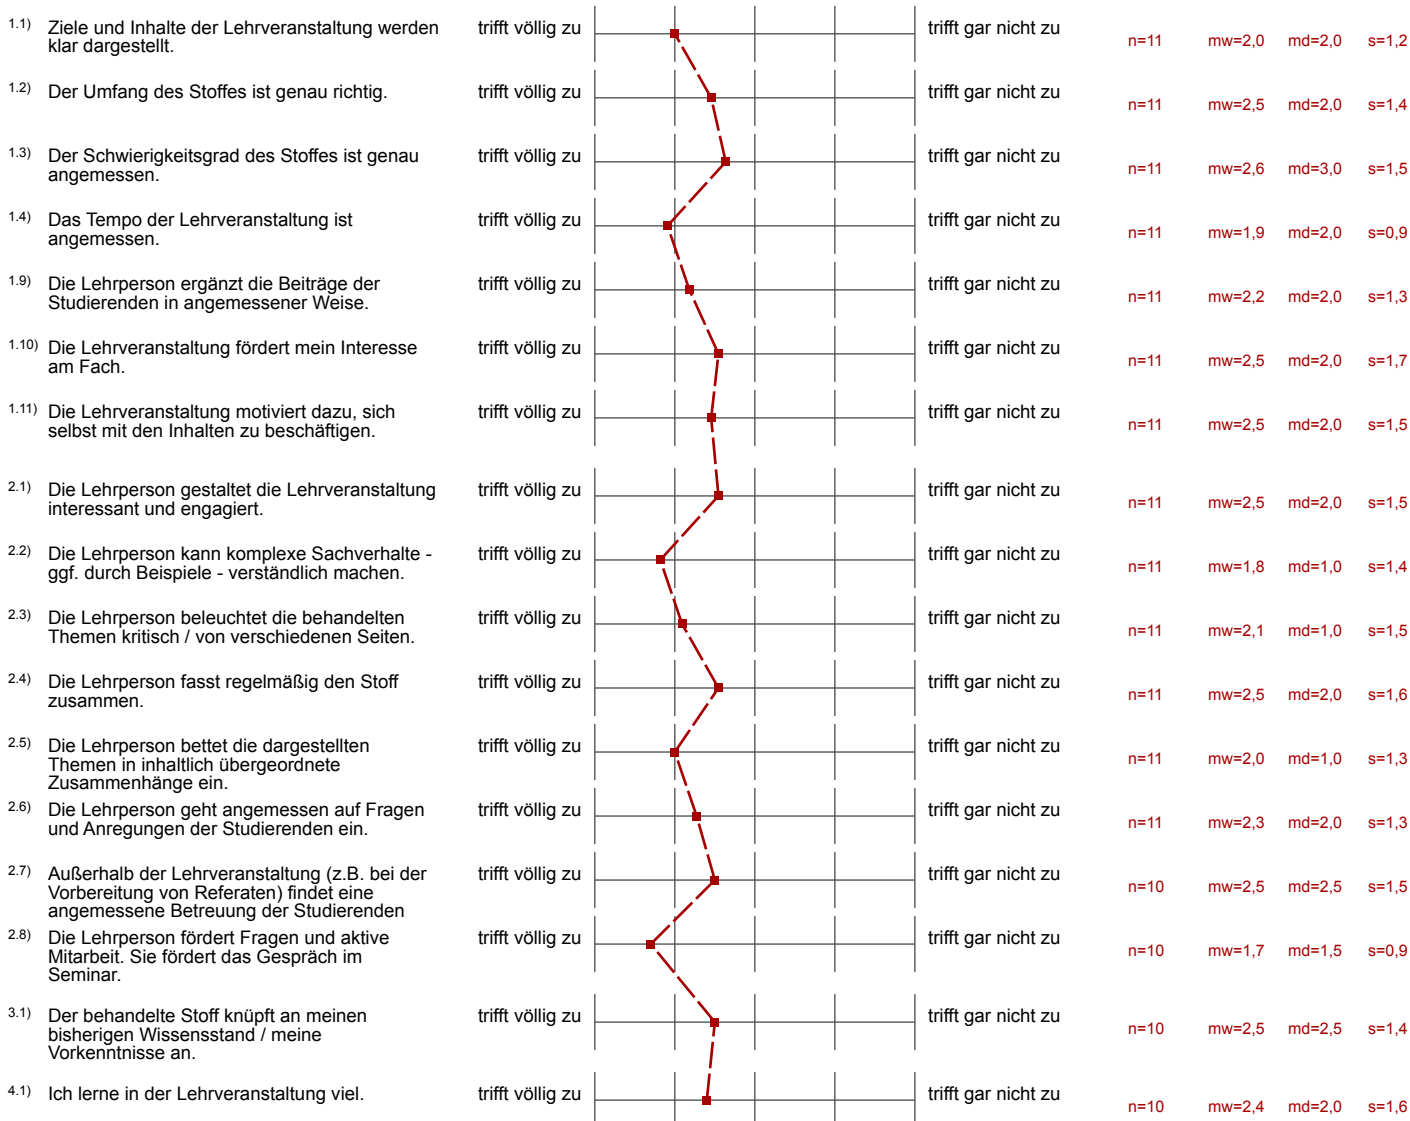 1.1) Ziele und Inhalte der Lehrveranstaltung werden trifft völlig zu trifft gar nicht zu
klar dargestellt. n=11 mw=2,0 md=2,0 s=1,2
1.2) Der Umfang des Stoffes ist genau richtig. trifft völlig zu trifft gar nicht zu
n=11 mw=2,5 md=2,0 s=1,4
1.3) Der Schwierigkeitsgrad des Stoffes ist genau trifft völlig zu trifft gar nicht zu
angemessen. n=11 mw=2,6 md=3,0 s=1,5
1.4) Das Tempo der Lehrveranstaltung ist trifft völlig zu trifft gar nicht zu
angemessen. n=11 mw=1,9 md=2,0 s=0,9
1.9) Die Lehrperson ergänzt die Beiträge der trifft völlig zu trifft gar nicht zu
Studierenden in angemessener Weise. n=11 mw=2,2 md=2,0 s=1,3
1.10) Die Lehrveranstaltung fördert mein Interesse trifft völlig zu trifft gar nicht zu
am Fach. n=11 mw=2,5 md=2,0 s=1,7
1.11) Die Lehrveranstaltung motiviert dazu, sich trifft völlig zu trifft gar nicht zu
selbst mit den Inhalten zu beschäftigen. n=11 mw=2,5 md=2,0 s=1,5
2.1) Die Lehrperson gestaltet die Lehrveranstaltung trifft völlig zu trifft gar nicht zu
interessant und engagiert. n=11 mw=2,5 md=2,0 s=1,5
2.2) Die Lehrperson kann komplexe Sachverhalte - trifft völlig zu trifft gar nicht zu
ggf. durch Beispiele - verständlich machen. n=11 mw=1,8 md=1,0 s=1,4
2.3) Die Lehrperson beleuchtet die behandelten trifft völlig zu trifft gar nicht zu
Themen kritisch / von verschiedenen Seiten. n=11 mw=2,1 md=1,0 s=1,5
2.4) Die Lehrperson fasst regelmäßig den Stoff trifft völlig zu trifft gar nicht zu
zusammen. n=11 mw=2,5 md=2,0 s=1,6
2.5) Die Lehrperson bettet die dargestellten trifft völlig zu trifft gar nicht zu
Themen in inhaltlich übergeordnete n=11 mw=2,0 md=1,0 s=1,3
Zusammenhänge ein.
2.6) Die Lehrperson geht angemessen auf Fragen trifft völlig zu trifft gar nicht zu
und Anregungen der Studierenden ein. n=11 mw=2,3 md=2,0 s=1,3
2.7) Außerhalb der Lehrveranstaltung (z.B. bei der trifft völlig zu trifft gar nicht zu
Vorbereitung von Referaten) findet eine n=10 mw=2,5 md=2,5 s=1,5
angemessene Betreuung der Studierenden
2.8) Die Lehrperson fördert Fragen und aktive trifft völlig zu trifft gar nicht zu
Mitarbeit. Sie fördert das Gespräch im n=10 mw=1,7 md=1,5 s=0,9
Seminar.
3.1) Der behandelte Stoff knüpft an meinen trifft völlig zu trifft gar nicht zu
bisherigen Wissensstand / meine n=10 mw=2,5 md=2,5 s=1,4
Vorkenntnisse an.
4.1) Ich lerne in der Lehrveranstaltung viel. trifft völlig zu trifft gar nicht zu
n=10 mw=2,4 md=2,0 s=1,6